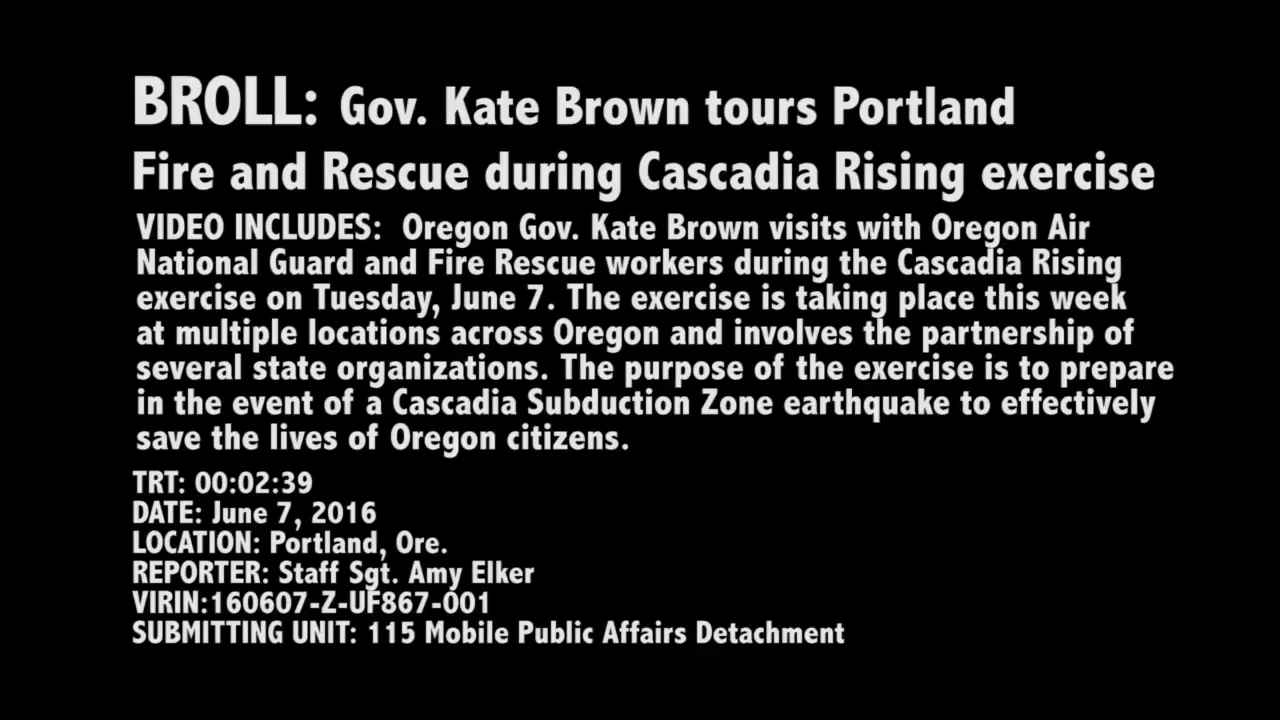 BROLL: Gov. Kate Brown tours Portland
Fire and Rescue during Cascadia Rising exercise
VIDEO INCLUDES: Oregon Gov. Kate Brown visits with Oregon Air
National Guard and Fire Rescue workers during the Cascadia Rising
exercise on Tuesday, June 7. The exercise is taking place this week
at multiple locations across Oregon and involves the partnership of
several state organizations. The purpose of the exercise is to prepare
in the event of a Cascadia Subduction Zone earthquake to effectively
save the lives of Oregon citizens.
TRT: 00:02:39
DATE: June 7, 2016
LOCATION: Portland, Ore.
REPORTER: Staff Sgt. Amy Elker
VIRIN:160607-Z-UF867-001
SUBMITTING UNIT: 115 Mobile Public Affairs Detachment